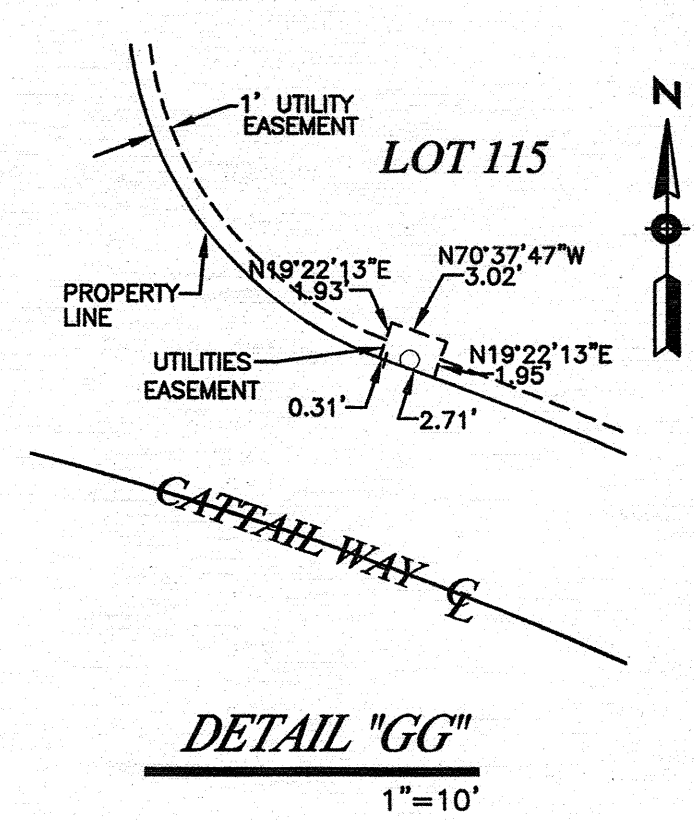 1' UTILITY
EASEMENT
LOT 115
N
N19°22'13"E
1.93'
N70°37'47"W
3.02'
PROPERTY
LINE
UTILITIES
EASEMENT
N19°22'13"E
1.95'
0.31'
2.71'
CATTAIL WAY ℄
DETAIL "GG"
1"=10'